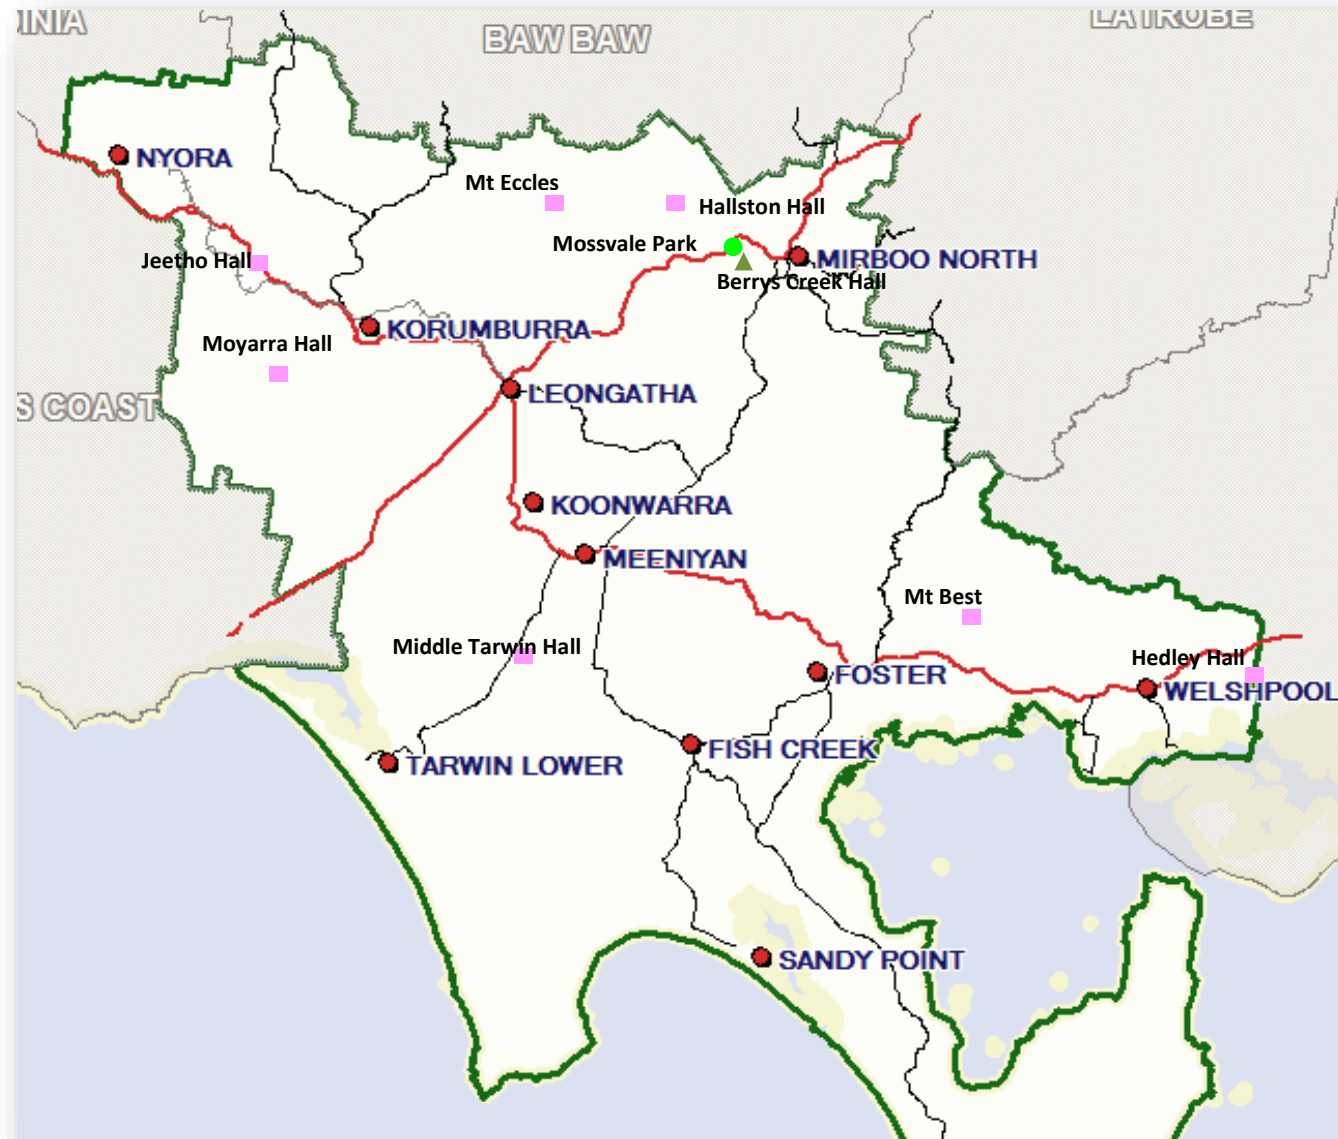 INIA
LATROBE
BAW BAW
NYORA
Mt Eccles
Hallston Hall
Mossvale Park
Jeetho Hall
MIRBOO NORTH
Berrys Creek Hall
KORUMBURRA
Moyarra Hall
LEONGATHA
S COAST
KOONWARRA
MEENIYAN
Mt Best
Middle Tarwin Hall
Hedley Hall
FOSTER
WELSHPOOL
FISH CREEK
TARWIN LOWER
SANDY POINT